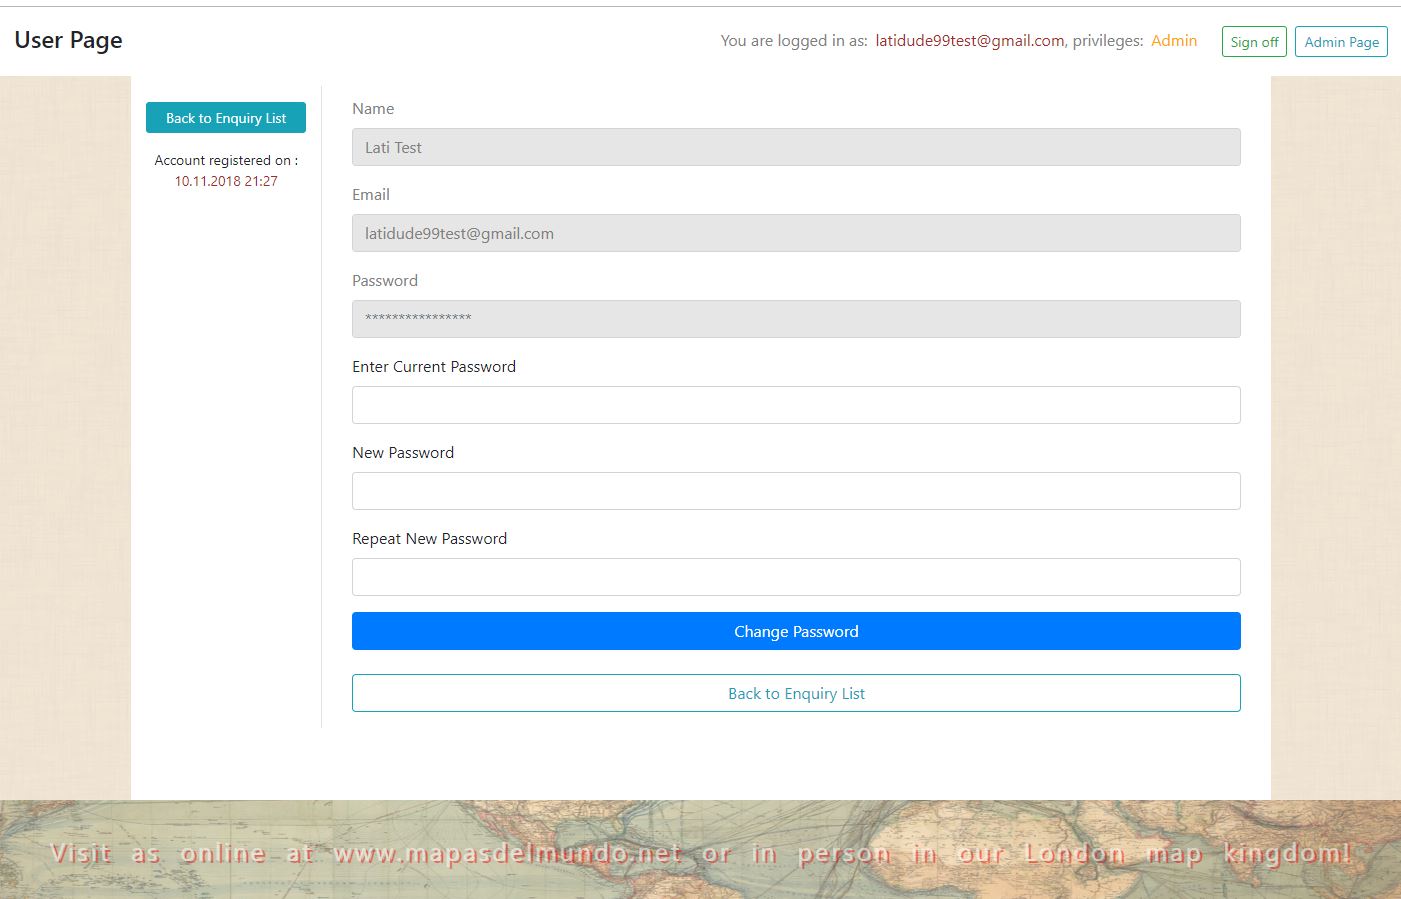 User Page
You are logged in as: latidude99test@gmail.com, privileges: Admin
Sign off
Admin Page
Back to Enquiry List
Account registered on :
10.11.2018 21:27
Name
Lati Test
Email
latidude99test@gmail.com
Password
****************
Enter Current Password
New Password
Repeat New Password
Change Password
Back to Enquiry List
Visit as online at www.mapasdelmundo.net or in person in our London map kingdom!